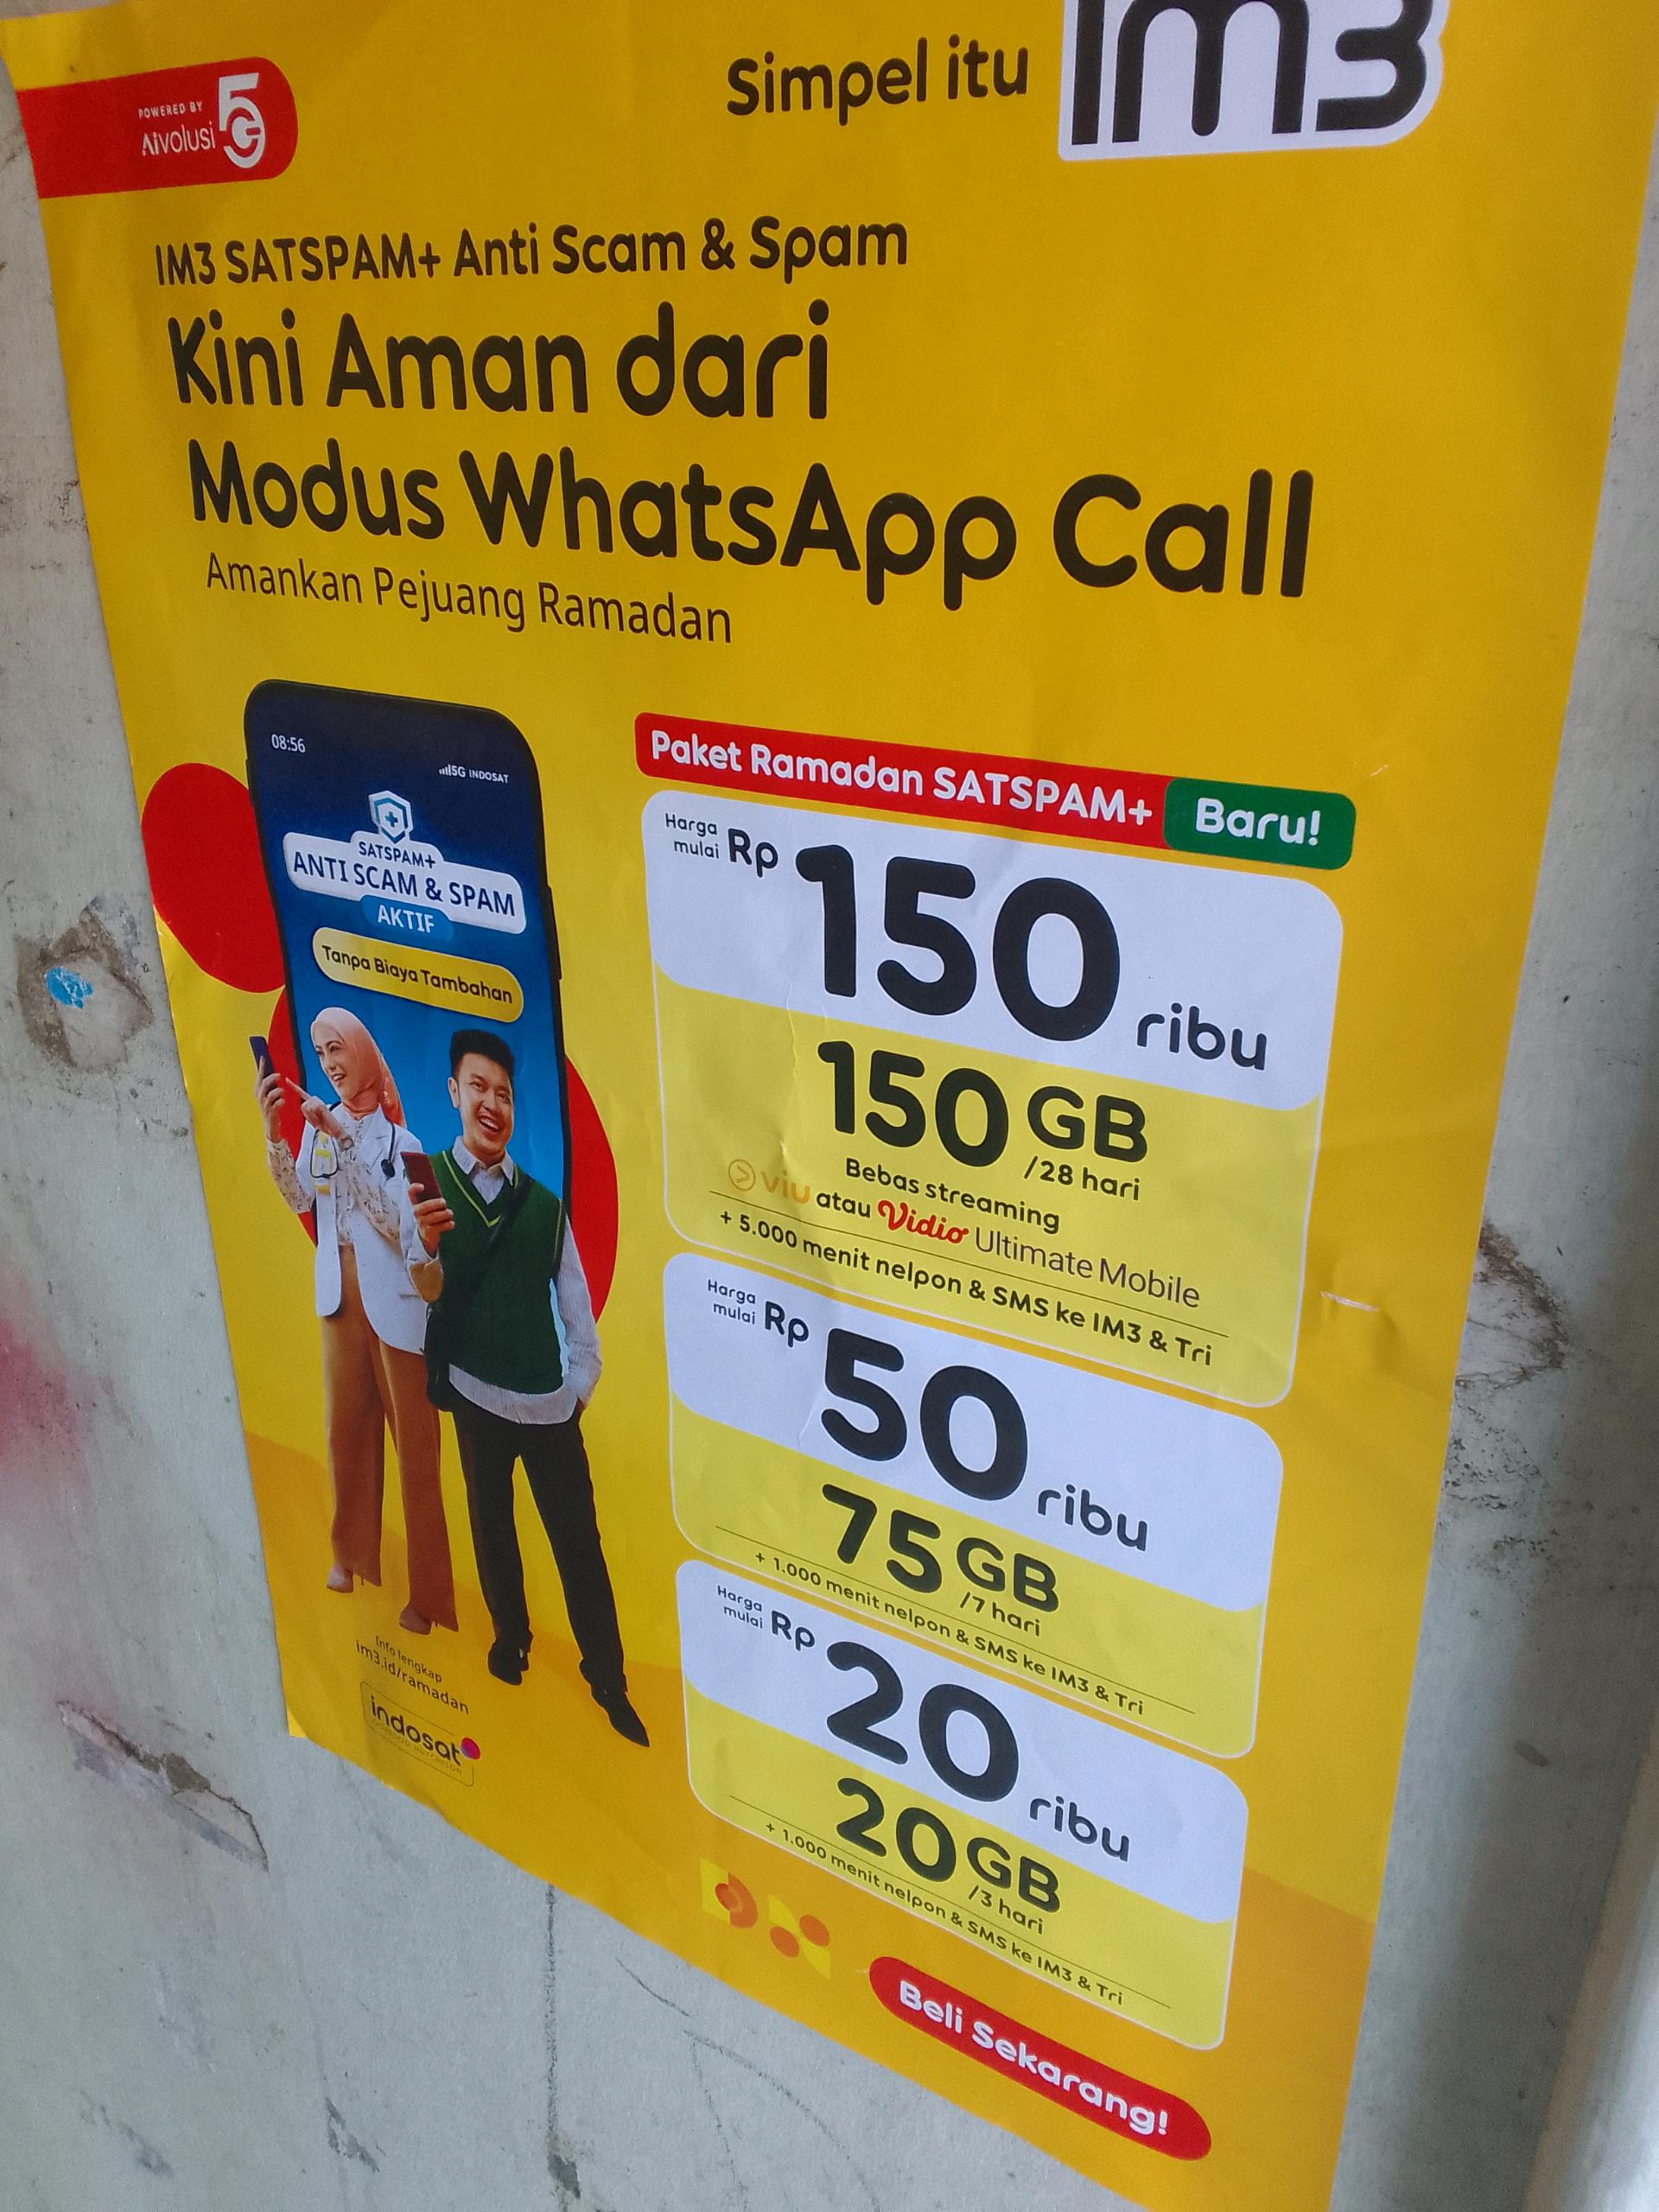 POWERED BY
AIvolusi 5G
Simpel itu IM3
IM3 SATSPAM+ Anti Scam & Spam
Kini Aman dari
Modus WhatsApp Call
Amankan Pejuang Ramadan
08:56
5G INDOSAT
SATSPAM+
ANTI SCAM & SPAM
AKTIF
Tanpa Biaya Tambahan
Paket Ramadan SATSPAM+ Baru!
Harga
mulai Rp 150 ribu
150 GB
/28 hari
Bebas streaming
viu atau Vidio Ultimate Mobile
+ 5.000 menit nelpon & SMS ke IM3 & Tri
Harga
mulai Rp 50 ribu
75 GB
/7 hari
+ 1.000 menit nelpon & SMS ke IM3 & Tri
Harga
mulai Rp 20 ribu
20 GB
/3 hari
+ 1.000 menit nelpon & SMS ke IM3 & Tri
Info lengkap
im3.id/ramadan
indosat
Beli Sekarang!